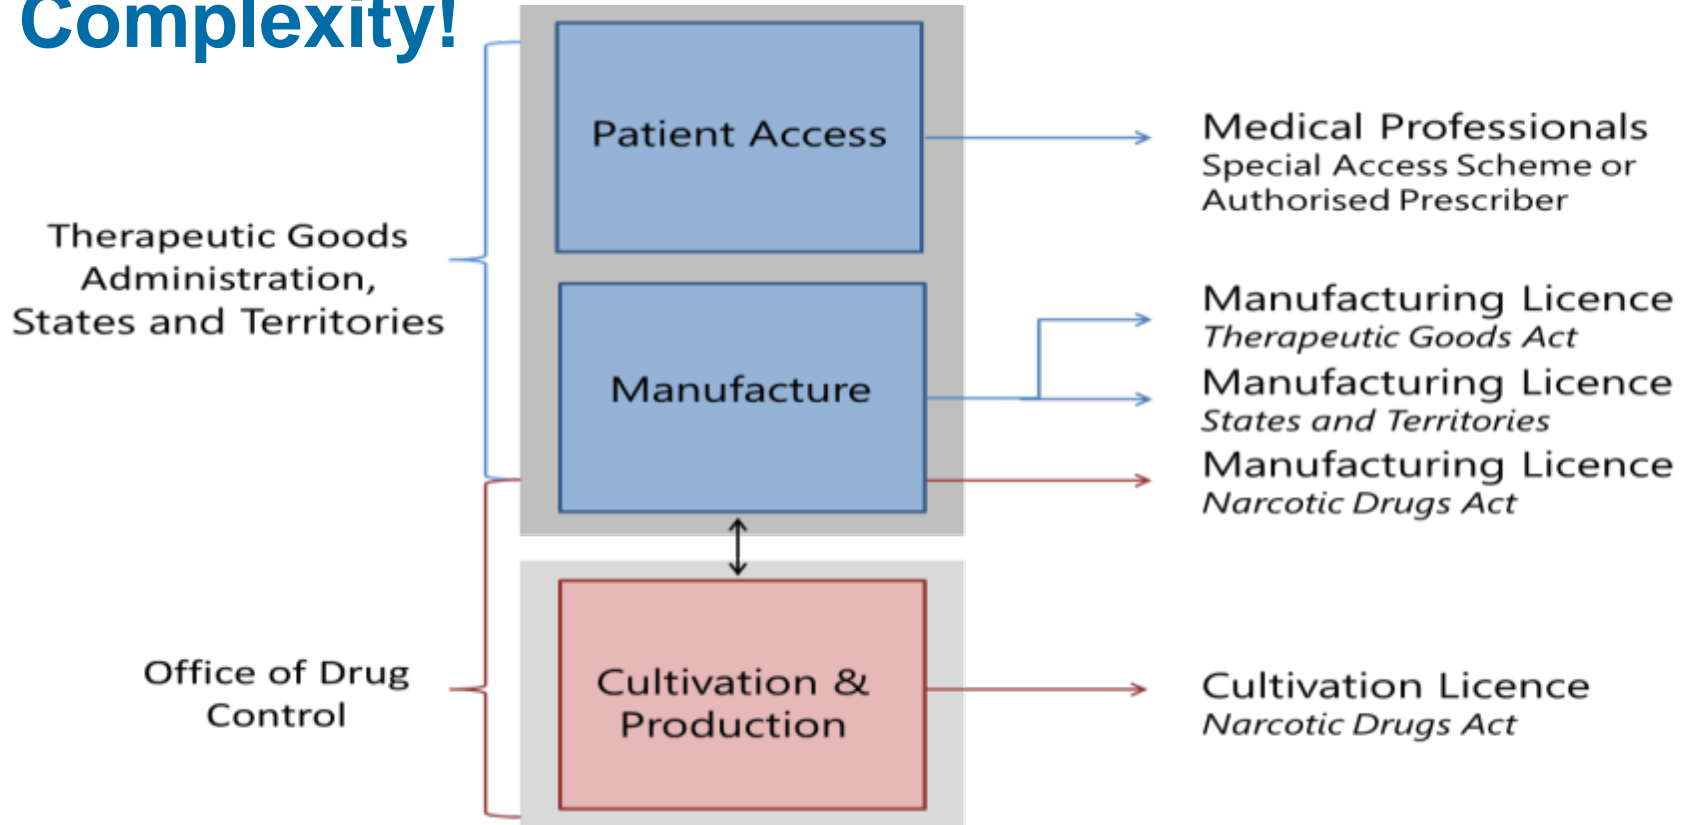 Complexity!
Therapeutic Goods
Administration,
States and Territories
Office of Drug
Control
Patient Access
Manufacture
Cultivation &
Production
Medical Professionals
Special Access Scheme or
Authorised Prescriber
Manufacturing Licence
Therapeutic Goods Act
Manufacturing Licence
States and Territories
Manufacturing Licence
Narcotic Drugs Act
Cultivation Licence
Narcotic Drugs Act